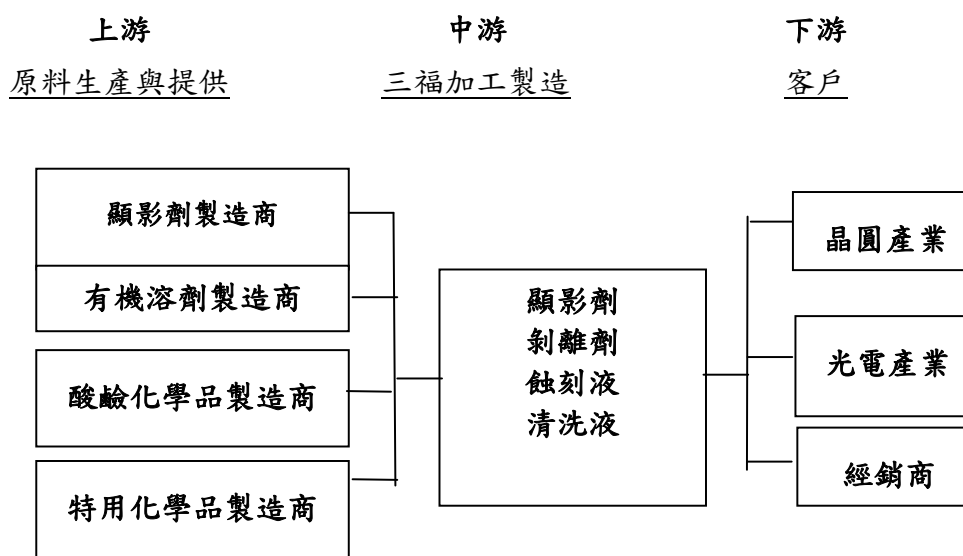 上游
中游
下游
原料生產與提供
三福加工製造
客戶
顯影劑製造商
有機溶劑製造商
酸鹼化學品製造商
特用化學品製造商
顯影劑
剝離劑
蝕刻液
清洗液
晶圓產業
光電產業
經銷商